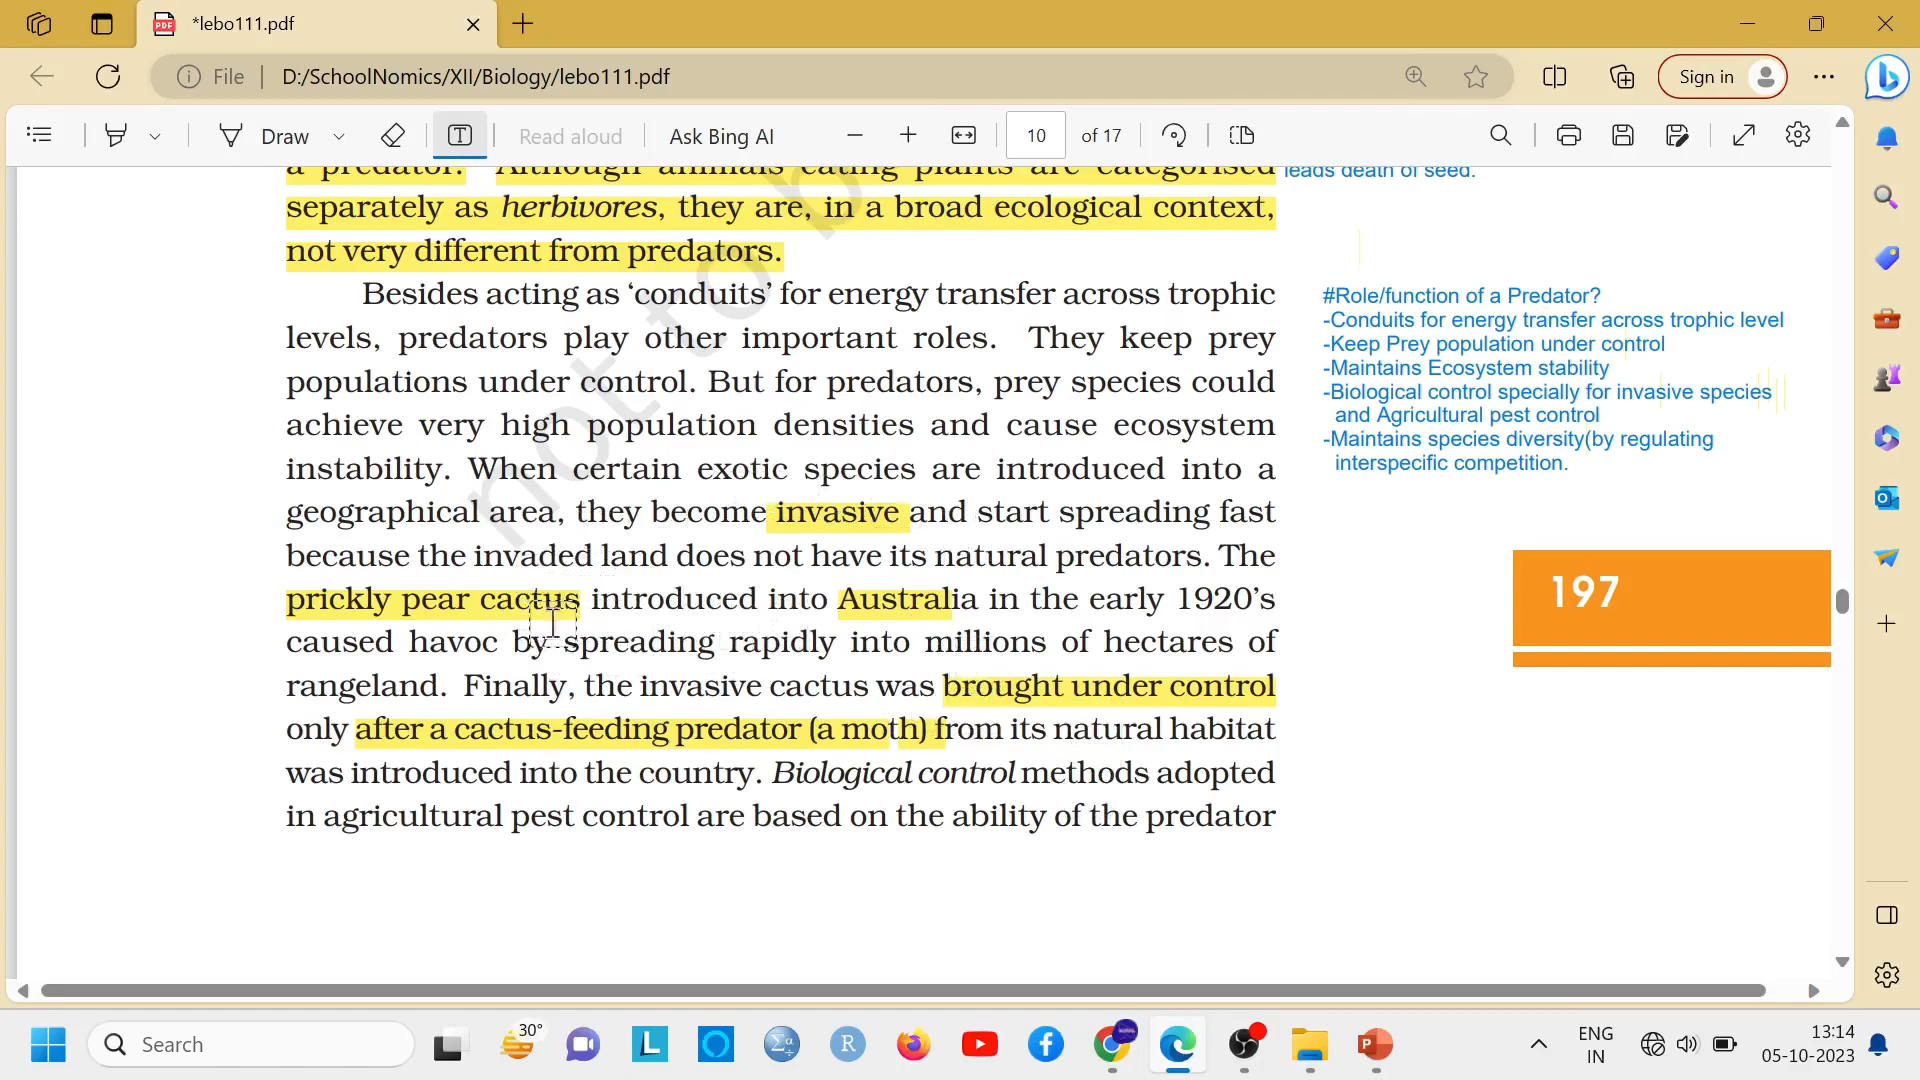 *lebo111.pdf
File
D:/SchoolNomics/XII/Biology/lebo111.pdf
Sign in
Draw
Read aloud
Ask Bing AI
10 of 17
a predator. Although animals eating plants are categorised
separately as herbivores, they are, in a broad ecological context,
not very different from predators.
Besides acting as ‘conduits’ for energy transfer across trophic
levels, predators play other important roles. They keep prey
populations under control. But for predators, prey species could
achieve very high population densities and cause ecosystem
instability. When certain exotic species are introduced into a
geographical area, they become invasive and start spreading fast
because the invaded land does not have its natural predators. The
prickly pear cactus introduced into Australia in the early 1920’s
caused havoc by spreading rapidly into millions of hectares of
rangeland. Finally, the invasive cactus was brought under control
only after a cactus-feeding predator (a moth) from its natural habitat
was introduced into the country. Biological control methods adopted
in agricultural pest control are based on the ability of the predator
not to b
leads death of seed.
#Role/function of a Predator?
-Conduits for energy transfer across trophic level
-Keep Prey population under control
-Maintains Ecosystem stability
-Biological control specially for invasive species
and Agricultural pest control
-Maintains species diversity(by regulating
interspecific competition.
197
Search
30°
ENG
IN
13:14
05-10-2023